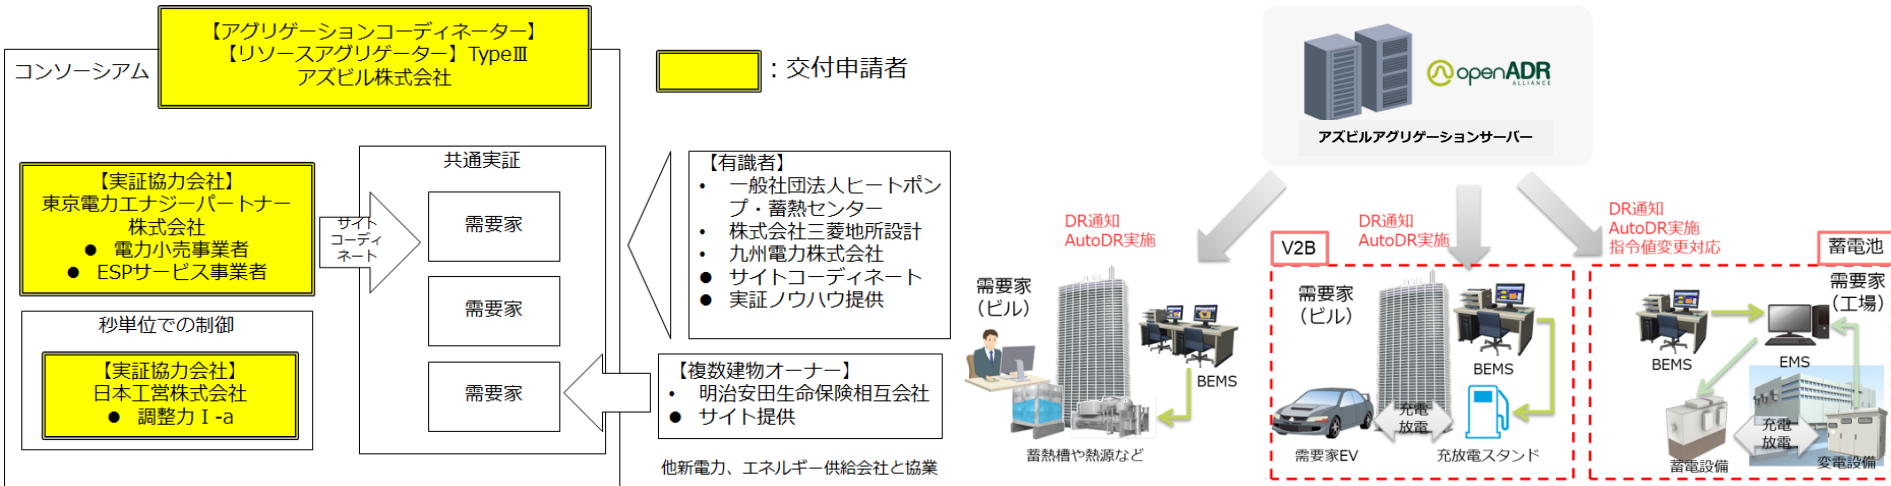 コンソーシアム
【アグリゲーションコーディネーター】
【リソースアグリゲーター】TypeⅢ
アズビル株式会社
：交付申請者
【実証協力会社】
東京電力エナジーパートナー
株式会社
● 電力小売事業者
● ESPサービス事業者
サイト
コーディ
ネート
秒単位での制御
【実証協力会社】
日本工営株式会社
● 調整力Ⅰ-a
共通実証
需要家
需要家
需要家
【有識者】
• 一般社団法人ヒートポン
プ・蓄熱センター
• 株式会社三菱地所設計
• 九州電力株式会社
● サイトコーディネート
● 実証ノウハウ提供
【複数建物オーナー】
• 明治安田生命保険相互会社
● サイト提供
他新電力、エネルギー供給会社と協業
openADR
ALLIANCE
アズビルアグリゲーションサーバー
DR通知
AutoDR実施
需要家
（ビル）
BEMS
蓄熱槽や熱源など
DR通知
AutoDR実施
V2B
需要家
（ビル）
BEMS
充電
放電
需要家EV
充放電スタンド
DR通知
AutoDR実施
指令値変更対応
蓄電池
需要家
（工場）
BEMS
EMS
充電
放電
蓄電設備
変電設備